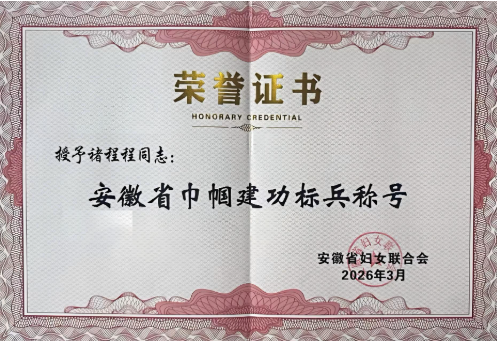 荣誉证书
HONORARY CREDENTIAL
授予褚程程同志：
安徽省巾帼建功标兵称号
安徽省妇女联合会
2026年3月